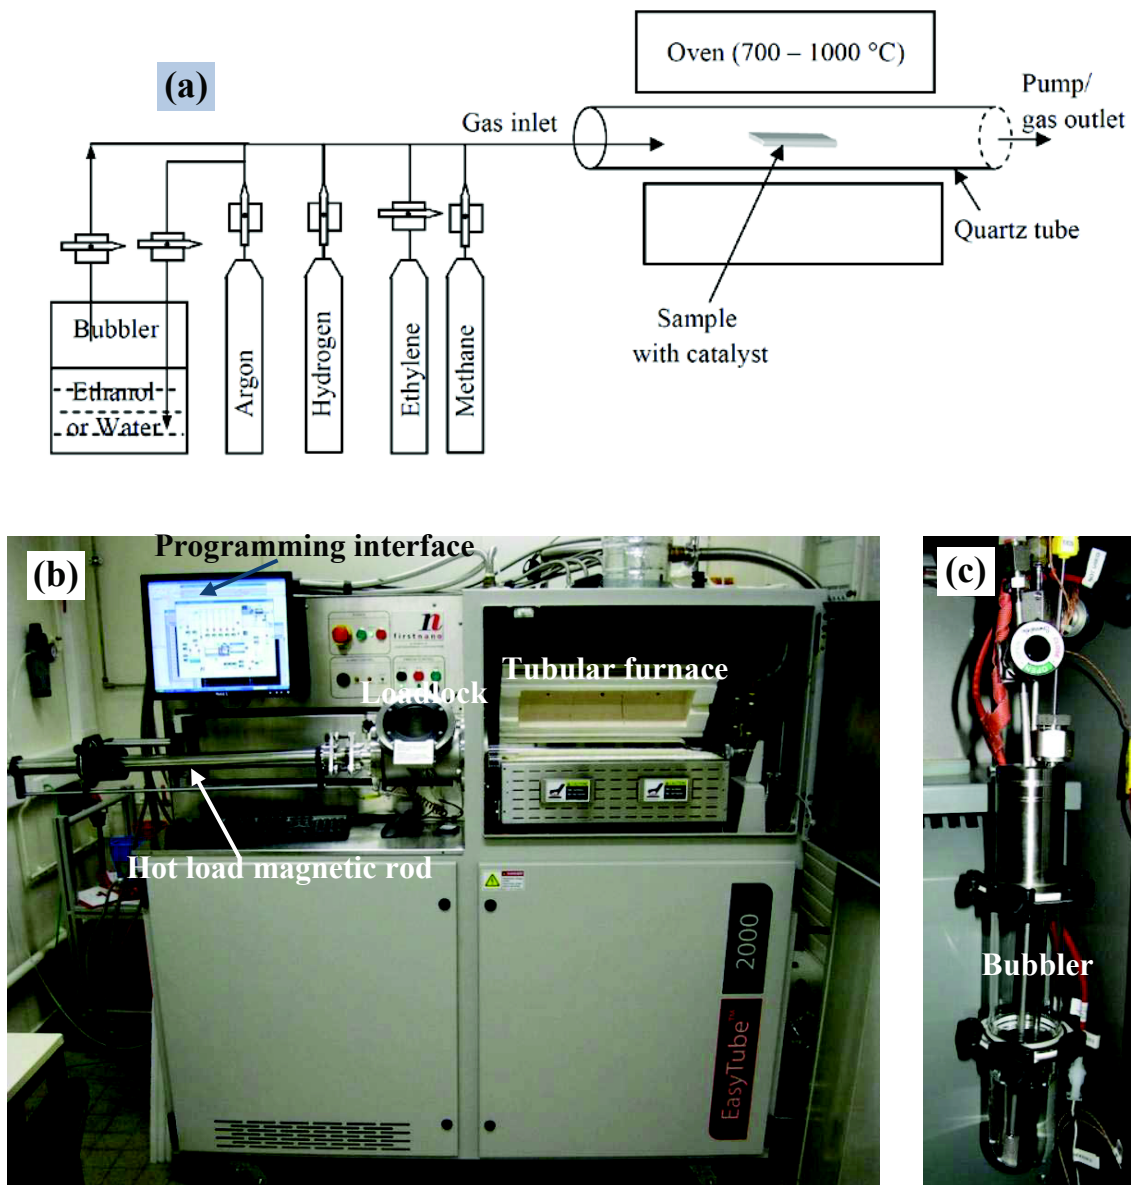 (a)
Oven (700 – 1000 °C)
Pump/
gas outlet
Gas inlet
Quartz tube
Sample
with catalyst
Bubbler
Ethanol
or Water
Argon
Hydrogen
Ethylene
Methane
(b)
Programming interface
firstnano
Loadlock
Tubular furnace
Hot load magnetic rod
2000
EasyTube™
(c)
Bubbler